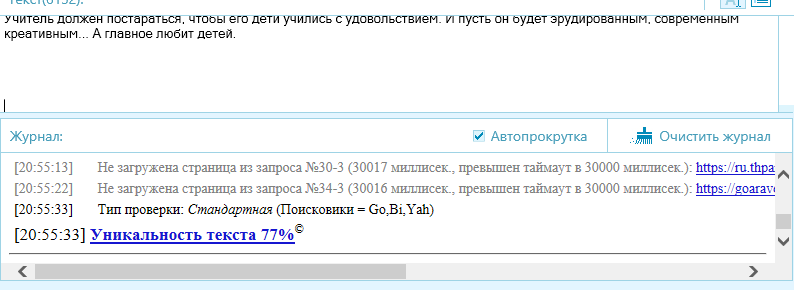 Текст(6152):
Учитель должен постараться, чтобы его дети учились с удовольствием. И пусть он будет эрудированным, современным
креативным... А главное любит детей.
Журнал: Автопрокрутка Очистить журнал
[20:55:13] Не загружена страница из запроса №30-3 (30017 миллисек., превышен таймаут в 30000 миллисек.): https://ru.thpa
[20:55:22] Не загружена страница из запроса №34-3 (30016 миллисек., превышен таймаут в 30000 миллисек.): https://goarav
[20:55:33] Тип проверки: Стандартная (Поисковики = Go,Bi,Yah)
[20:55:33] Уникальность текста 77%©